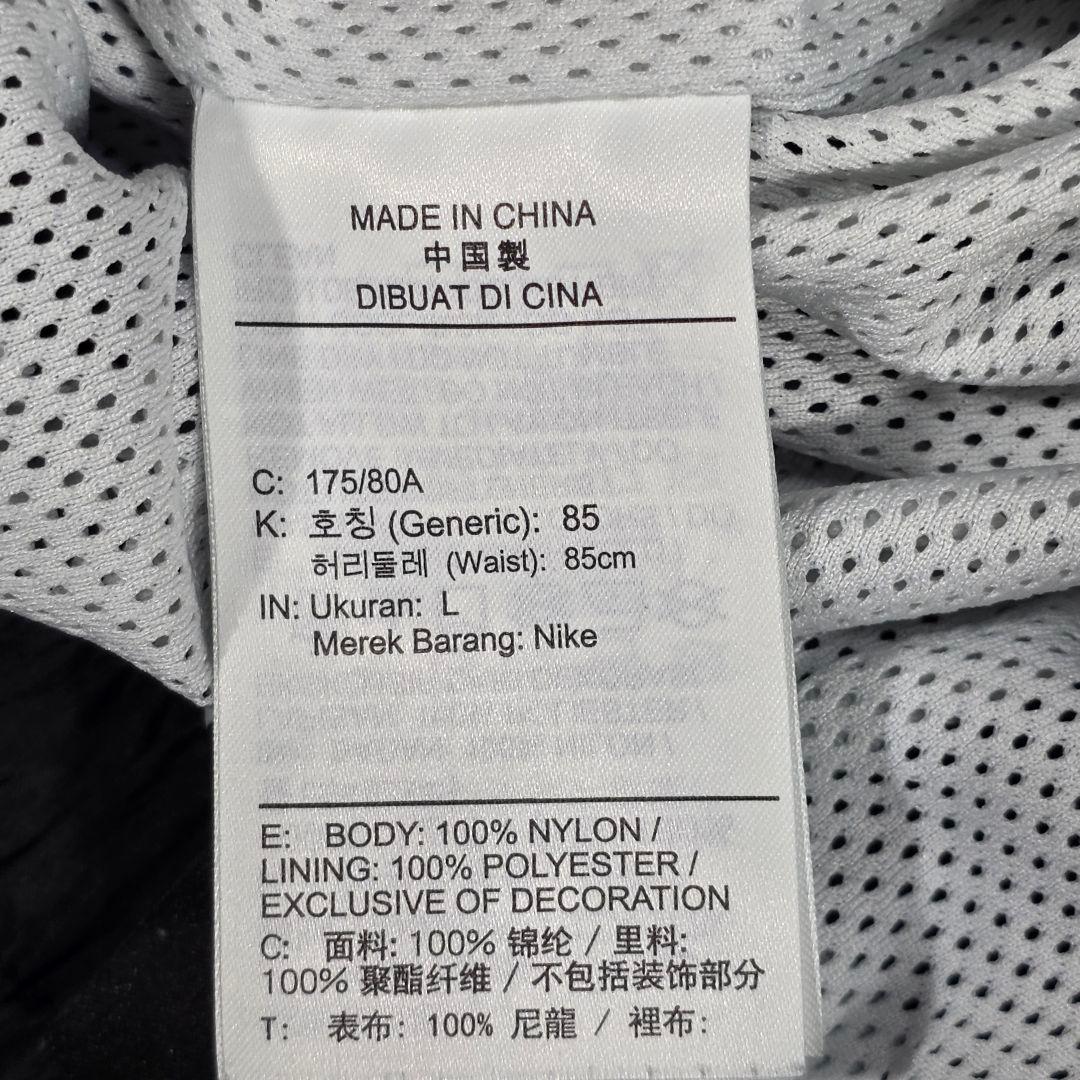 MADE IN CHINA
中国製
DIBUAT DI CINA
C: 175/80A
K: 호칭 (Generic): 85
허리둘레 (Waist): 85cm
IN: Ukuran: L
Merek Barang: Nike
E: BODY: 100% NYLON /
LINING: 100% POLYESTER /
EXCLUSIVE OF DECORATION
C: 面料: 100% 锦纶 / 里料:
100% 聚酯纤维 / 不包括装饰部分
T: 表布: 100% 尼龍 / 裡布: